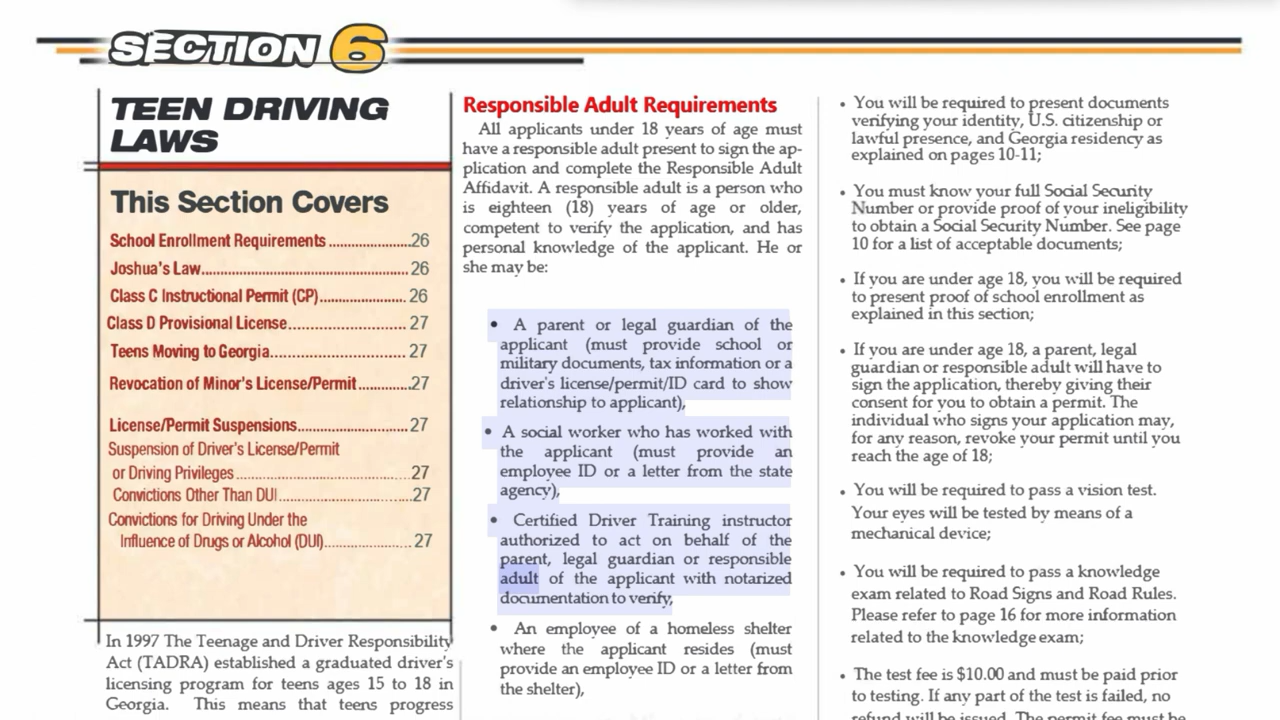 SECTION 6
TEEN DRIVING
LAWS
This Section Covers
School Enrollment Requirements ....................26
Joshua's Law..................................................... 26
Class C Instructional Permit (CP)...................... 26
Class D Provisional License.............................. 27
Teens Moving to Georgia................................... 27
Revocation of Minor's License/Permit ............27
License/Permit Suspensions............................ 27
Suspension of Driver's License/Permit
or Driving Privileges ............................................27
Convictions Other Than DUI .................................27
Convictions for Driving Under the
Influence of Drugs or Alcohol (DUI)......................27
In 1997 The Teenage and Driver Responsibility
Act (TADRA) established a graduated driver's
licensing program for teens ages 15 to 18 in
Georgia. This means that teens progress
Responsible Adult Requirements
All applicants under 18 years of age must
have a responsible adult present to sign the ap-
plication and complete the Responsible Adult
Affidavit. A responsible adult is a person who
is eighteen (18) years of age or older,
competent to verify the application, and has
personal knowledge of the applicant. He or
she may be:
• A parent or legal guardian of the
applicant (must provide school or
military documents, tax information or a
driver's license/permit/ID card to show
relationship to applicant),
• A social worker who has worked with
the applicant (must provide an
employee ID or a letter from the state
agency),
• Certified Driver Training instructor
authorized to act on behalf of the
parent, legal guardian or responsible
adult of the applicant with notarized
documentation to verify,
• An employee of a homeless shelter
where the applicant resides (must
provide an employee ID or a letter from
the shelter),
• You will be required to present documents
verifying your identity, U.S. citizenship or
lawful presence, and Georgia residency as
explained on pages 10-11;
• You must know your full Social Security
Number or provide proof of your ineligibility
to obtain a Social Security Number. See page
10 for a list of acceptable documents;
• If you are under age 18, you will be required
to present proof of school enrollment as
explained in this section;
• If you are under age 18, a parent, legal
guardian or responsible adult will have to
sign the application, thereby giving their
consent for you to obtain a permit. The
individual who signs your application may,
for any reason, revoke your permit until you
reach the age of 18;
• You will be required to pass a vision test.
Your eyes will be tested by means of a
mechanical device;
• You will be required to pass a knowledge
exam related to Road Signs and Road Rules.
Please refer to page 16 for more information
related to the knowledge exam;
• The test fee is $10.00 and must be paid prior
to testing. If any part of the test is failed, no
refund will be issued. The permit fee must be